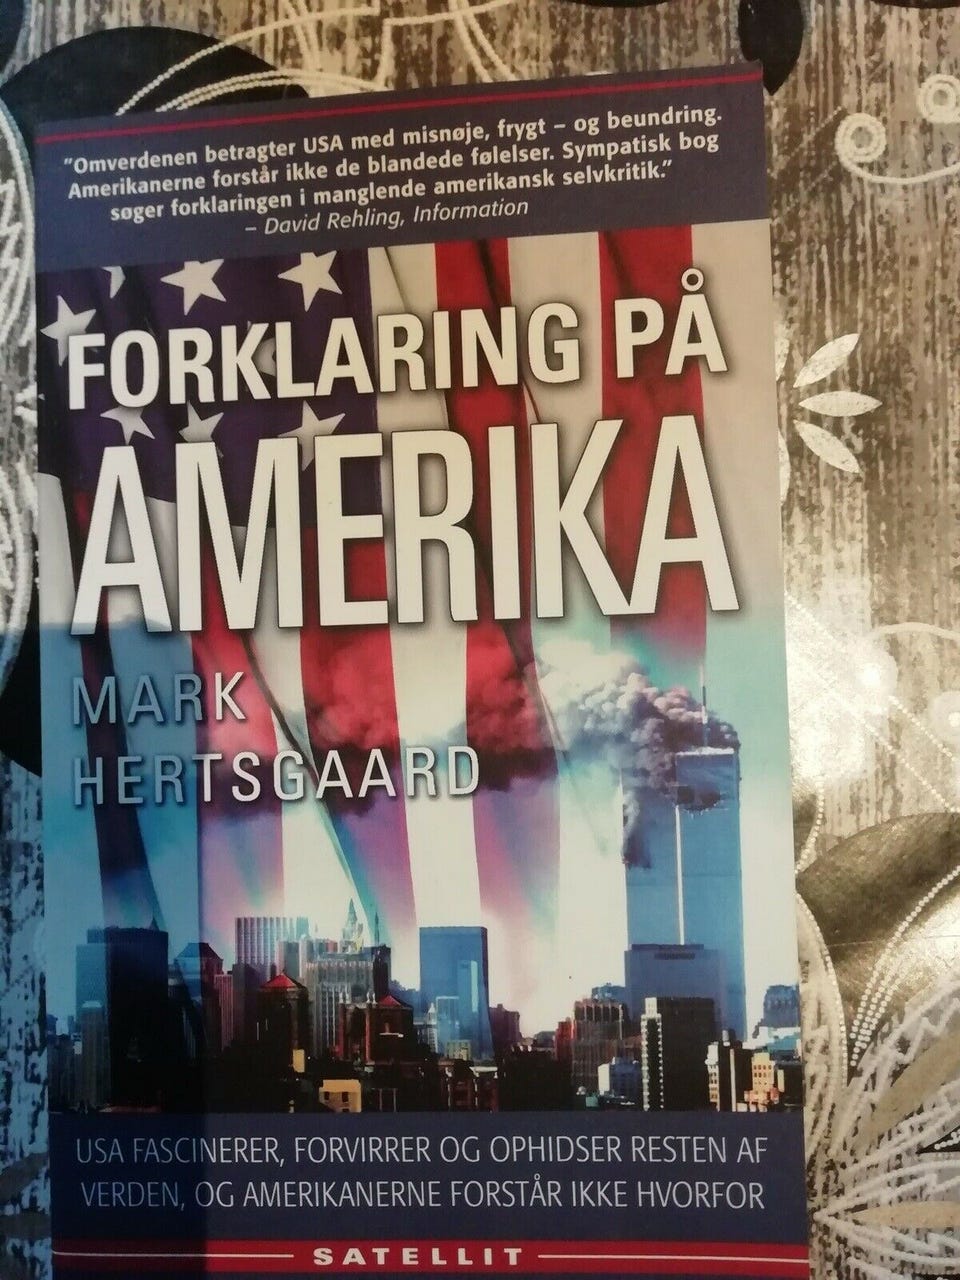 "Omverdenen betragter USA med misnøje, frygt – og beundring.
Amerikanerne forstår ikke de blandede følelser. Sympatisk bog
søger forklaringen i manglende amerikansk selvkritik."
– David Rehling, Information
FORKLARING PÅ
AMERIKA
MARK
HERTSGAARD
USA FASCINERER, FORVIRRER OG OPHIDSER RESTEN AF
VERDEN, OG AMERIKANERNE FORSTÅR IKKE HVORFOR
SATELLIT